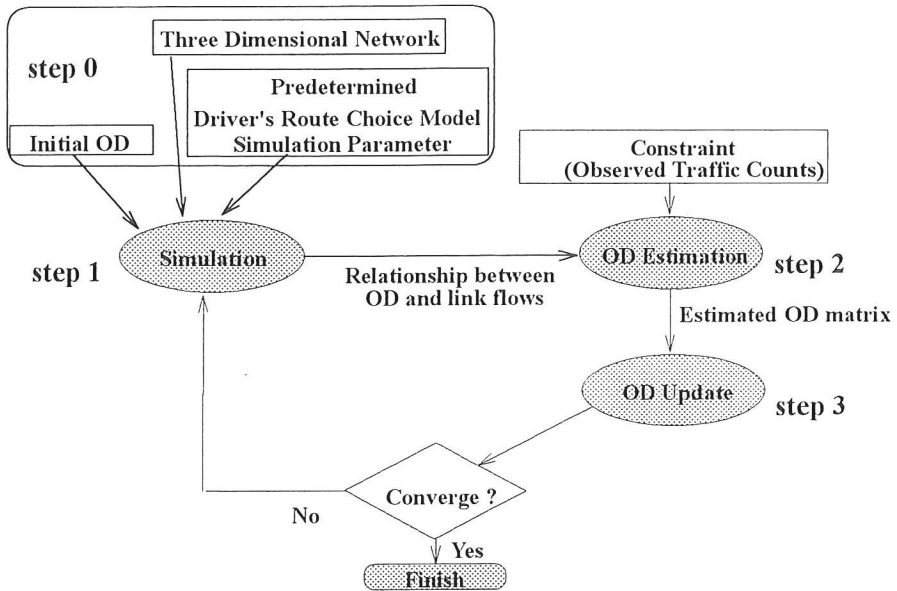 Three Dimensional Network
step 0
Predetermined
Driver's Route Choice Model
Simulation Parameter
Initial OD
Constraint
(Observed Traffic Counts)
Simulation
step 1
OD Estimation
step 2
Relationship between
OD and link flows
Estimated OD matrix
OD Update
step 3
Converge ?
No
Yes
Finish